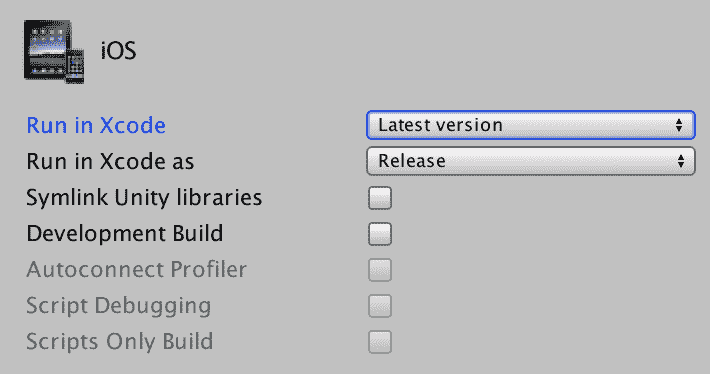 iOS
Run in Xcode Latest version
Run in Xcode as Release
Symlink Unity libraries
Development Build
Autoconnect Profiler
Script Debugging
Scripts Only Build